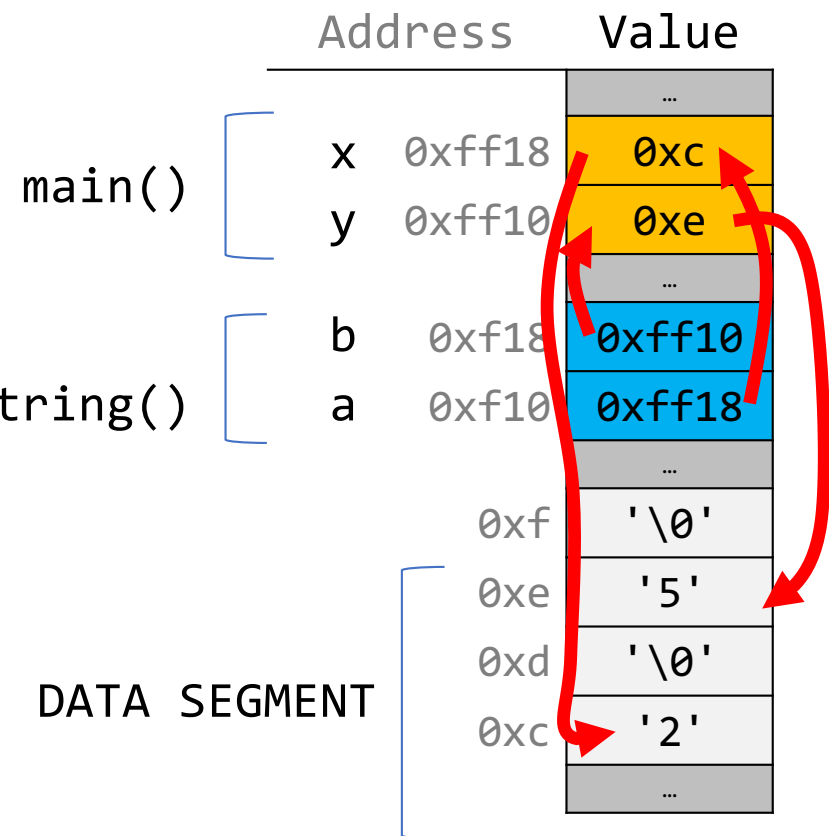 Address Value
…
x 0xff18 0xc
main()
y 0xff10 0xe
…
b 0xf18 0xff10
tring() a 0xf10 0xff18
…
0xf '\0'
0xe '5'
0xd '\0'
DATA SEGMENT
0xc '2'
…